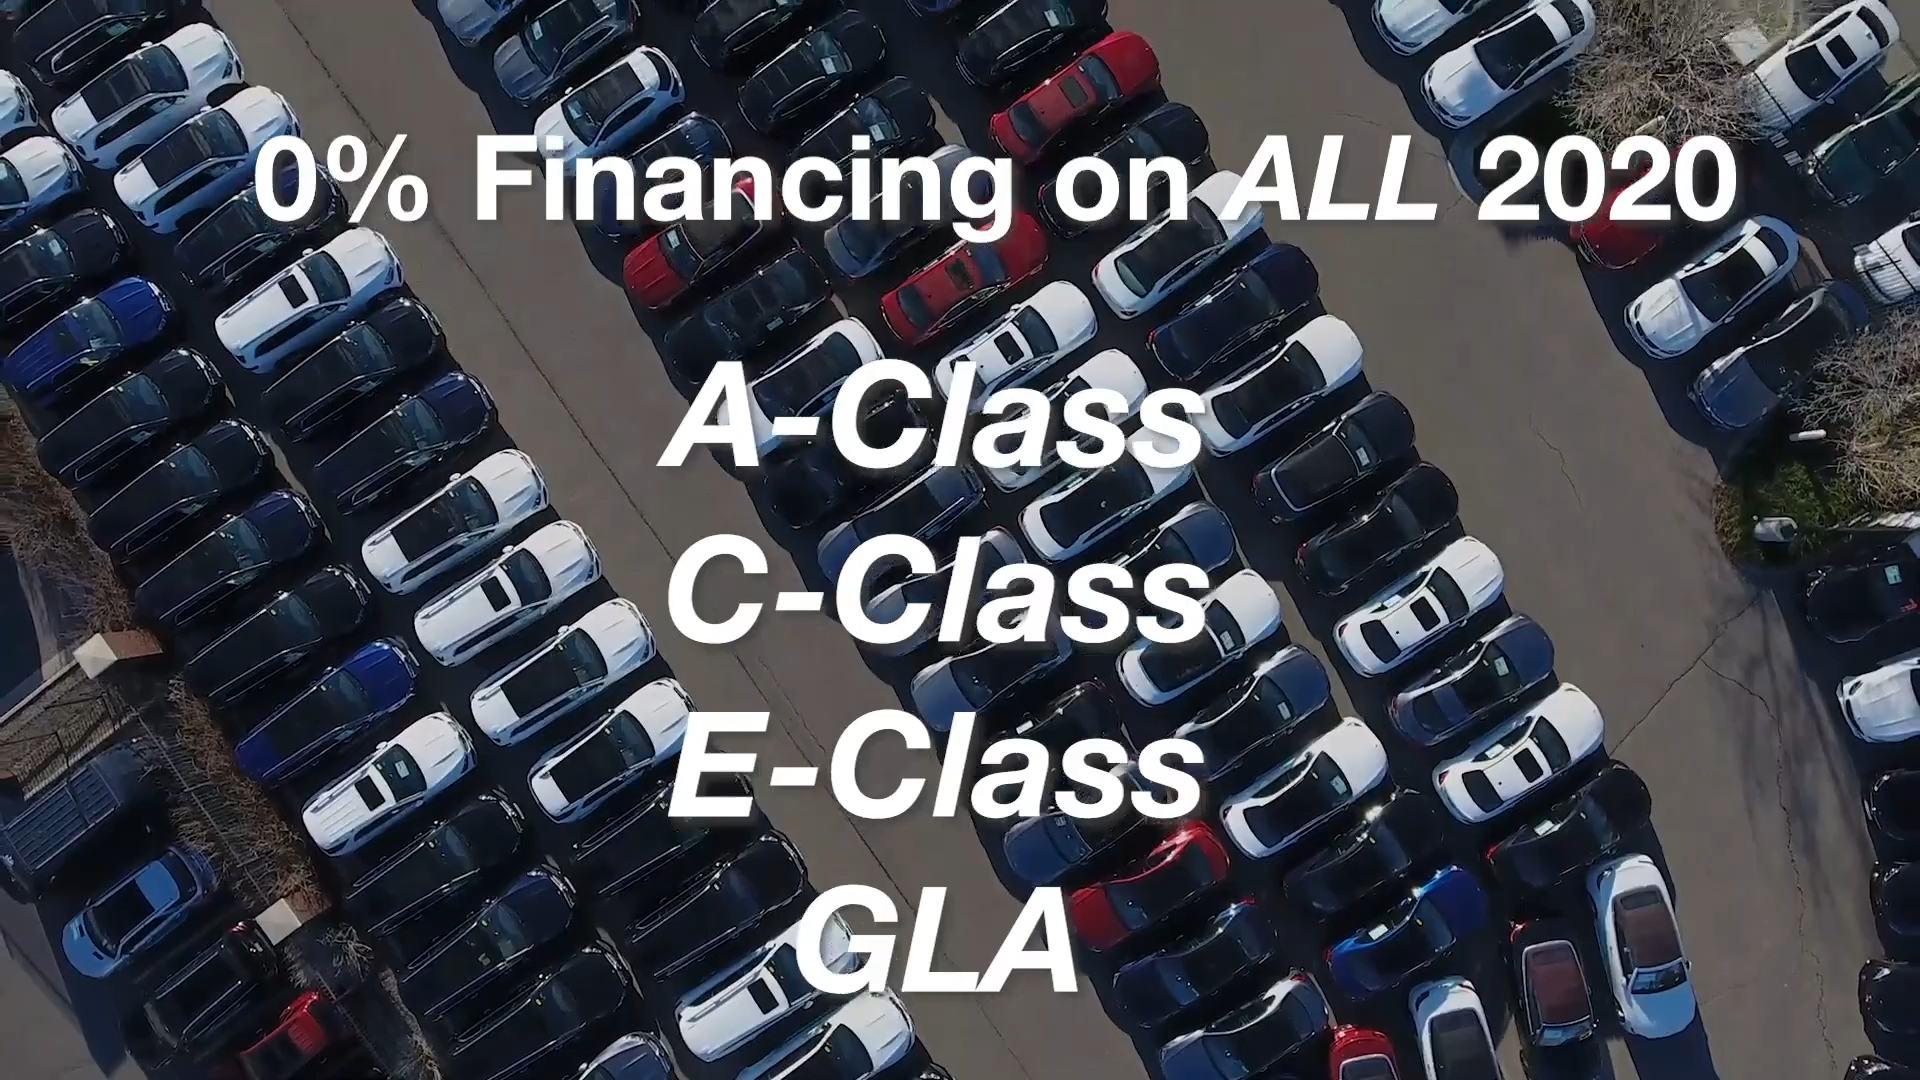 0% Financing on ALL 2020
A-Class
C-Class
E-Class
GLA